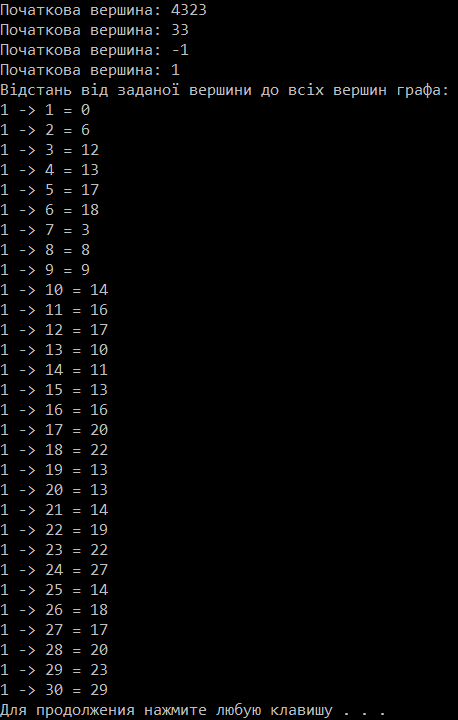 Початкова вершина: 4323
Початкова вершина: 33
Початкова вершина: -1
Початкова вершина: 1
Відстань від заданої вершини до всіх вершин графа:
1 -> 1 = 0
1 -> 2 = 6
1 -> 3 = 12
1 -> 4 = 13
1 -> 5 = 17
1 -> 6 = 18
1 -> 7 = 3
1 -> 8 = 8
1 -> 9 = 9
1 -> 10 = 14
1 -> 11 = 16
1 -> 12 = 17
1 -> 13 = 10
1 -> 14 = 11
1 -> 15 = 13
1 -> 16 = 16
1 -> 17 = 20
1 -> 18 = 22
1 -> 19 = 13
1 -> 20 = 13
1 -> 21 = 14
1 -> 22 = 19
1 -> 23 = 22
1 -> 24 = 27
1 -> 25 = 14
1 -> 26 = 18
1 -> 27 = 17
1 -> 28 = 20
1 -> 29 = 23
1 -> 30 = 29
Для продолжения нажмите любую клавишу . . .